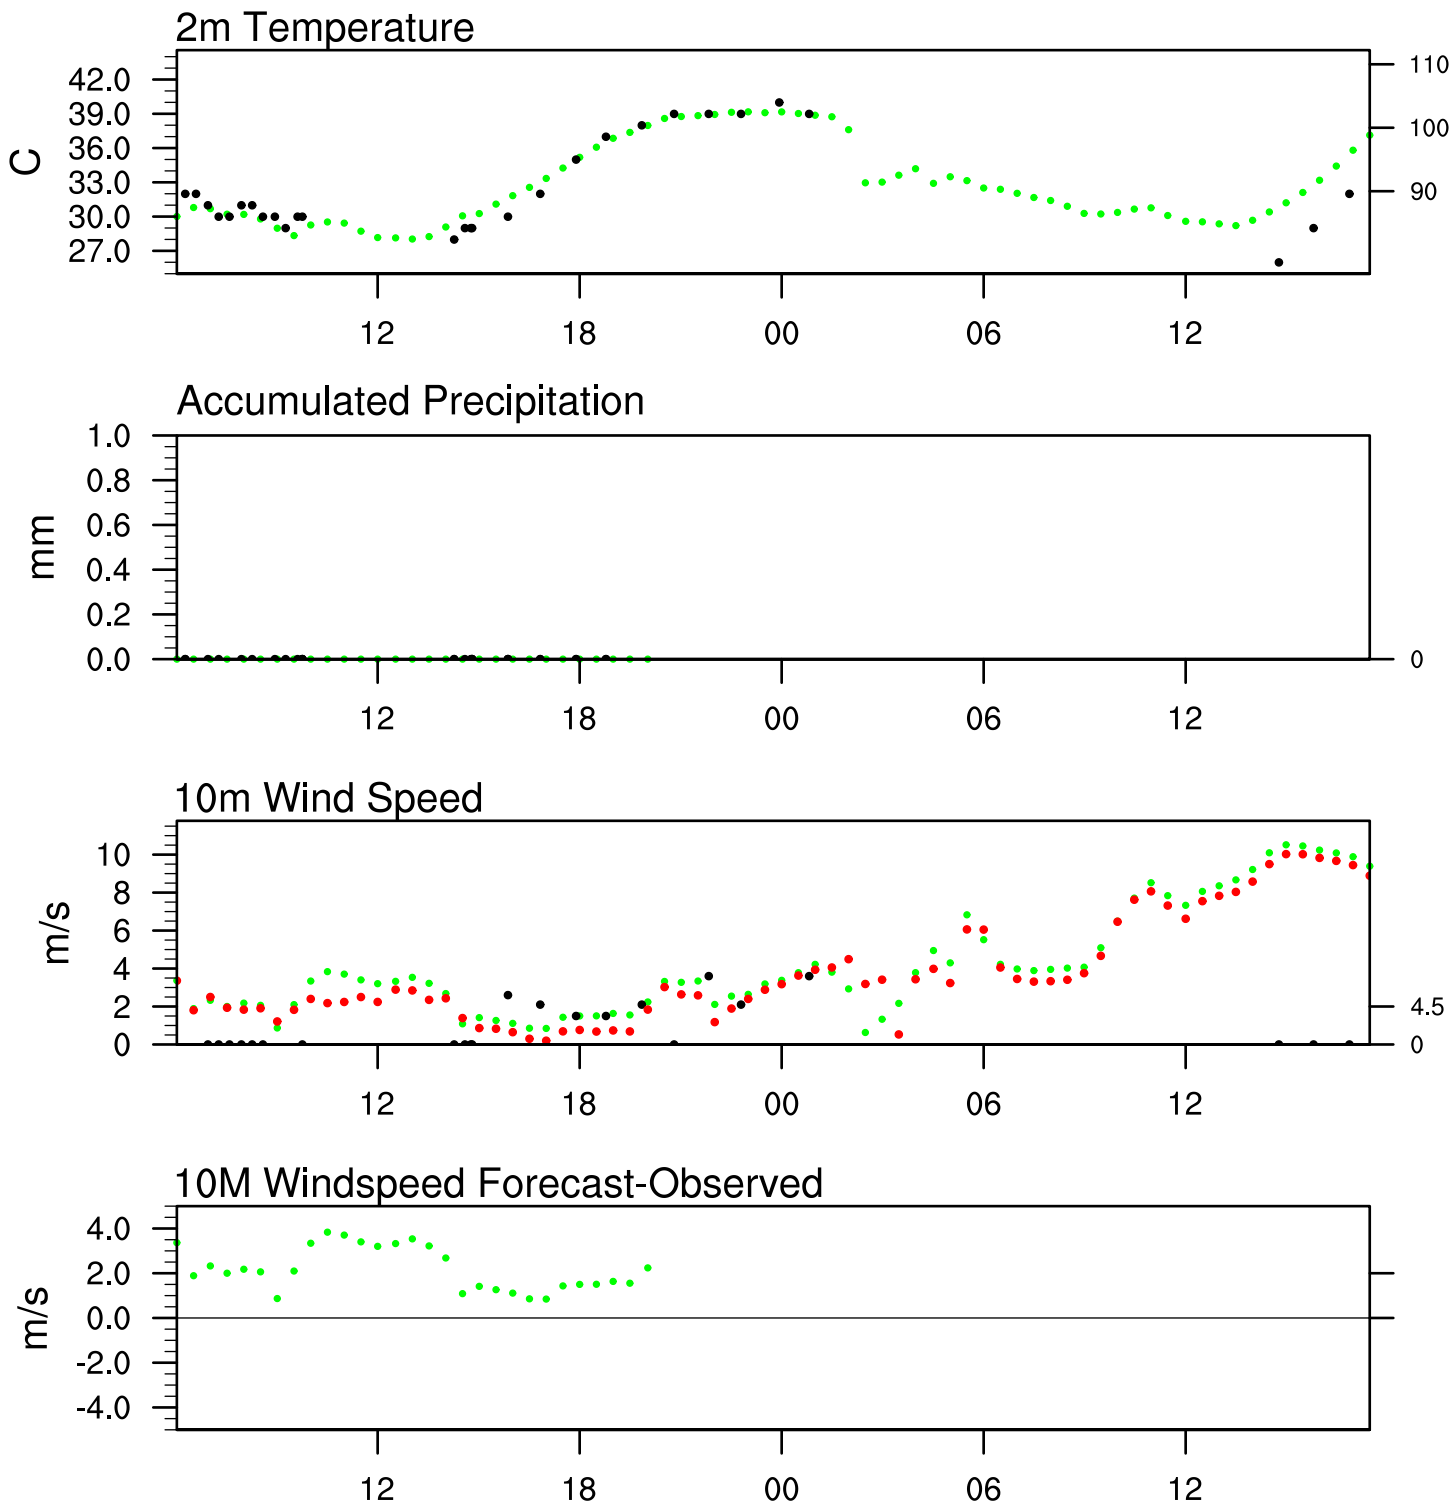 2m Temperature
42.0
39.0
36.0
33.0
30.0
27.0
C
110
100
90
12 18 00 06 12
Accumulated Precipitation
1.0
0.8
0.6
0.4
0.2
0.0
mm
0
12 18 00 06 12
10m Wind Speed
10
8
6
4
2
0
m/s
4.5
0
12 18 00 06 12
10M Windspeed Forecast-Observed
4.0
2.0
0.0
-2.0
-4.0
m/s
12 18 00 06 12